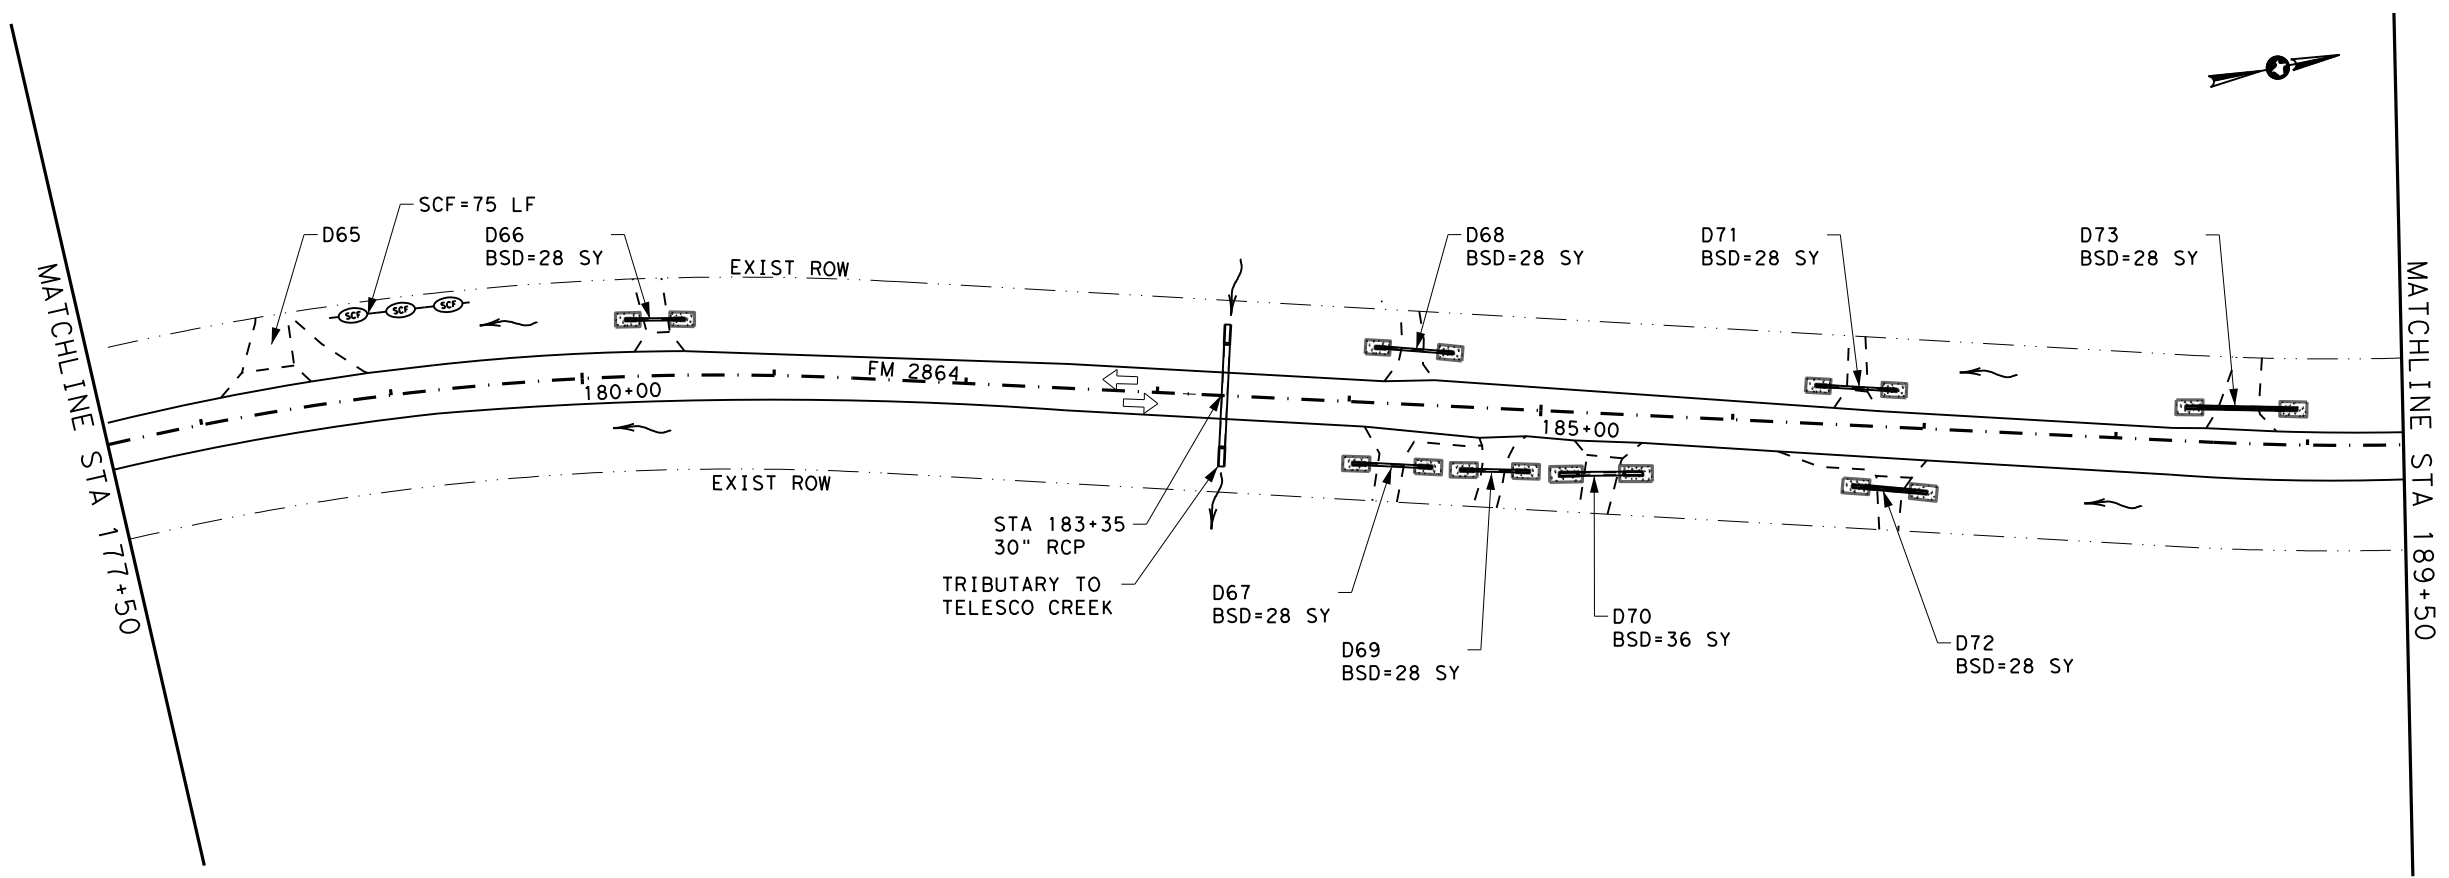 SCF=75 LF
D65
D66
BSD=28 SY
D68
BSD=28 SY
D71
BSD=28 SY
D73
BSD=28 SY
EXIST ROW
SCF
SCF
SCF
MATCHLINE STA 177+50
MATCHLINE STA 189+50
FM 2864
180+00
185+00
EXIST ROW
STA 183+35
30" RCP
TRIBUTARY TO
TELESCO CREEK
D67
BSD=28 SY
D69
BSD=28 SY
D70
BSD=36 SY
D72
BSD=28 SY